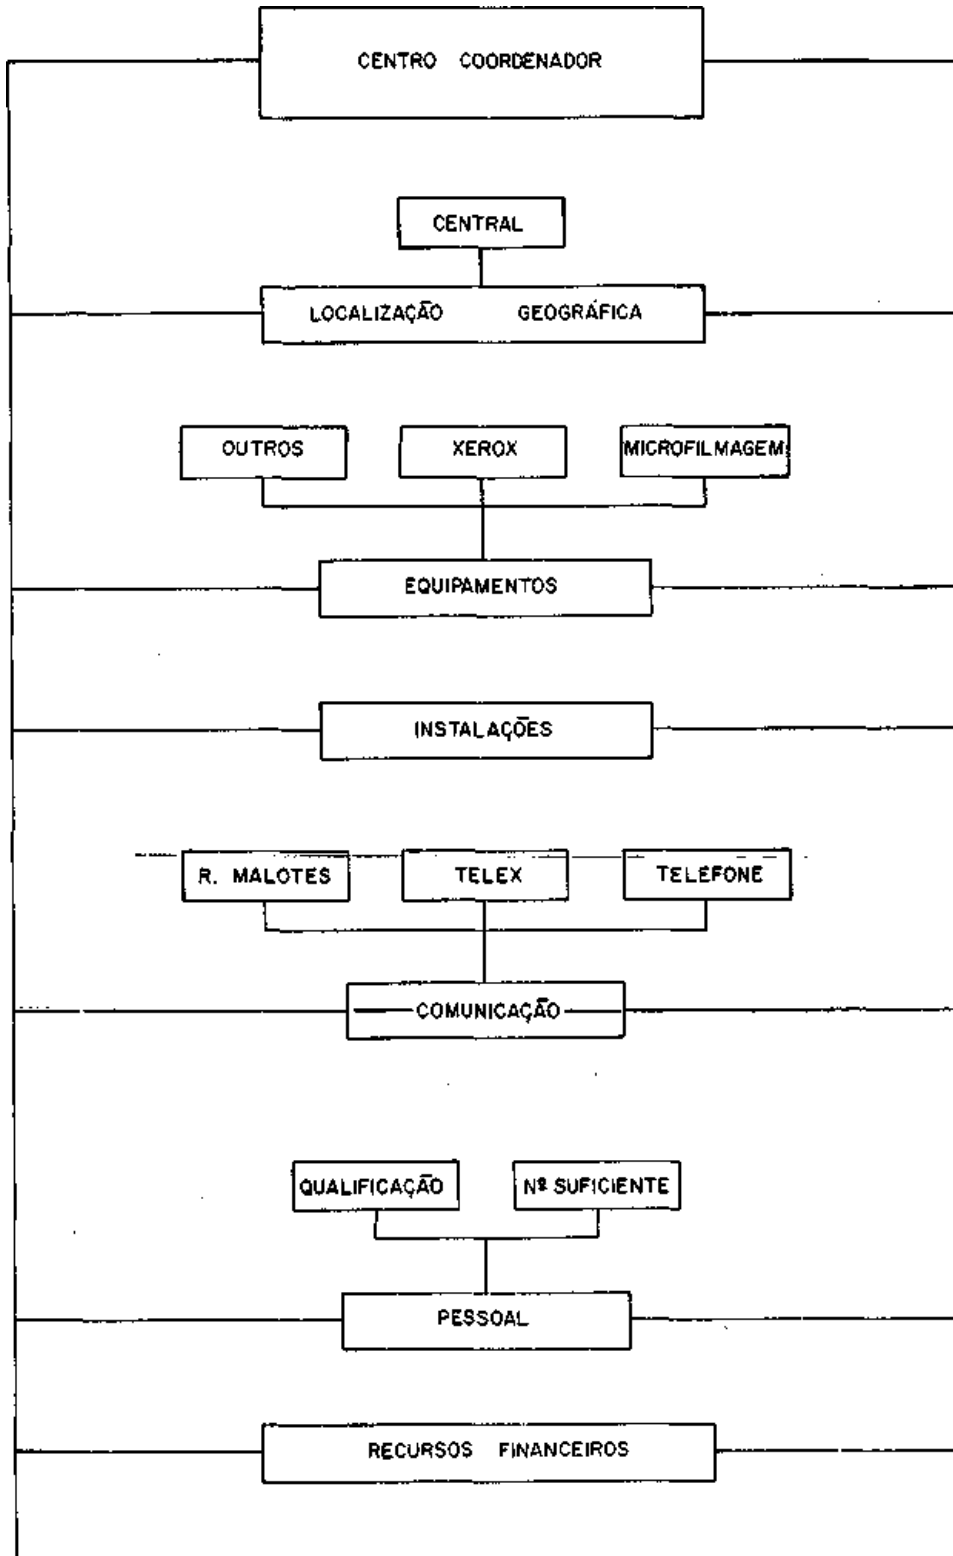 CENTRO COORDENADOR
CENTRAL
LOCALIZAÇÃO GEOGRÁFICA
OUTROS XEROX MICROFILMAGEM
EQUIPAMENTOS
INSTALAÇÕES
R. MALOTES TELEX TELEFONE
COMUNICAÇÃO
QUALIFICAÇÃO Nº SUFICIENTE
PESSOAL
RECURSOS FINANCEIROS